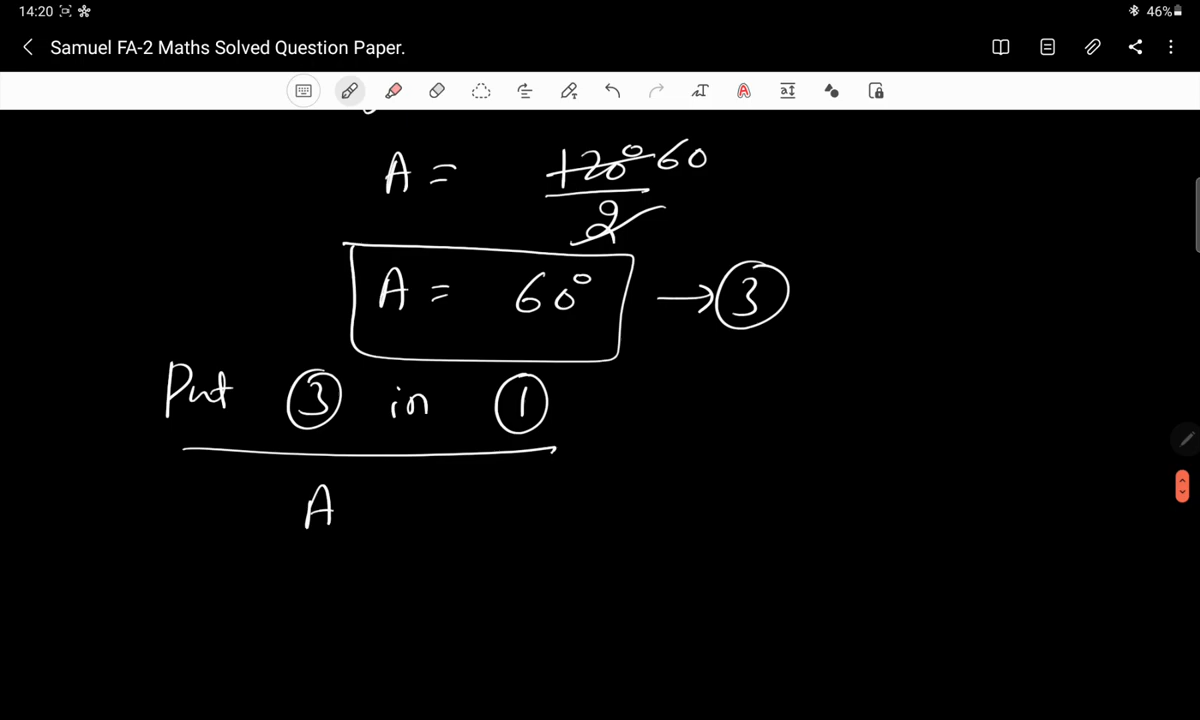 14:20
46%
Samuel FA-2 Maths Solved Question Paper.
A = 120° 60
2
A = 60° → 3
Put 3 in 1
A